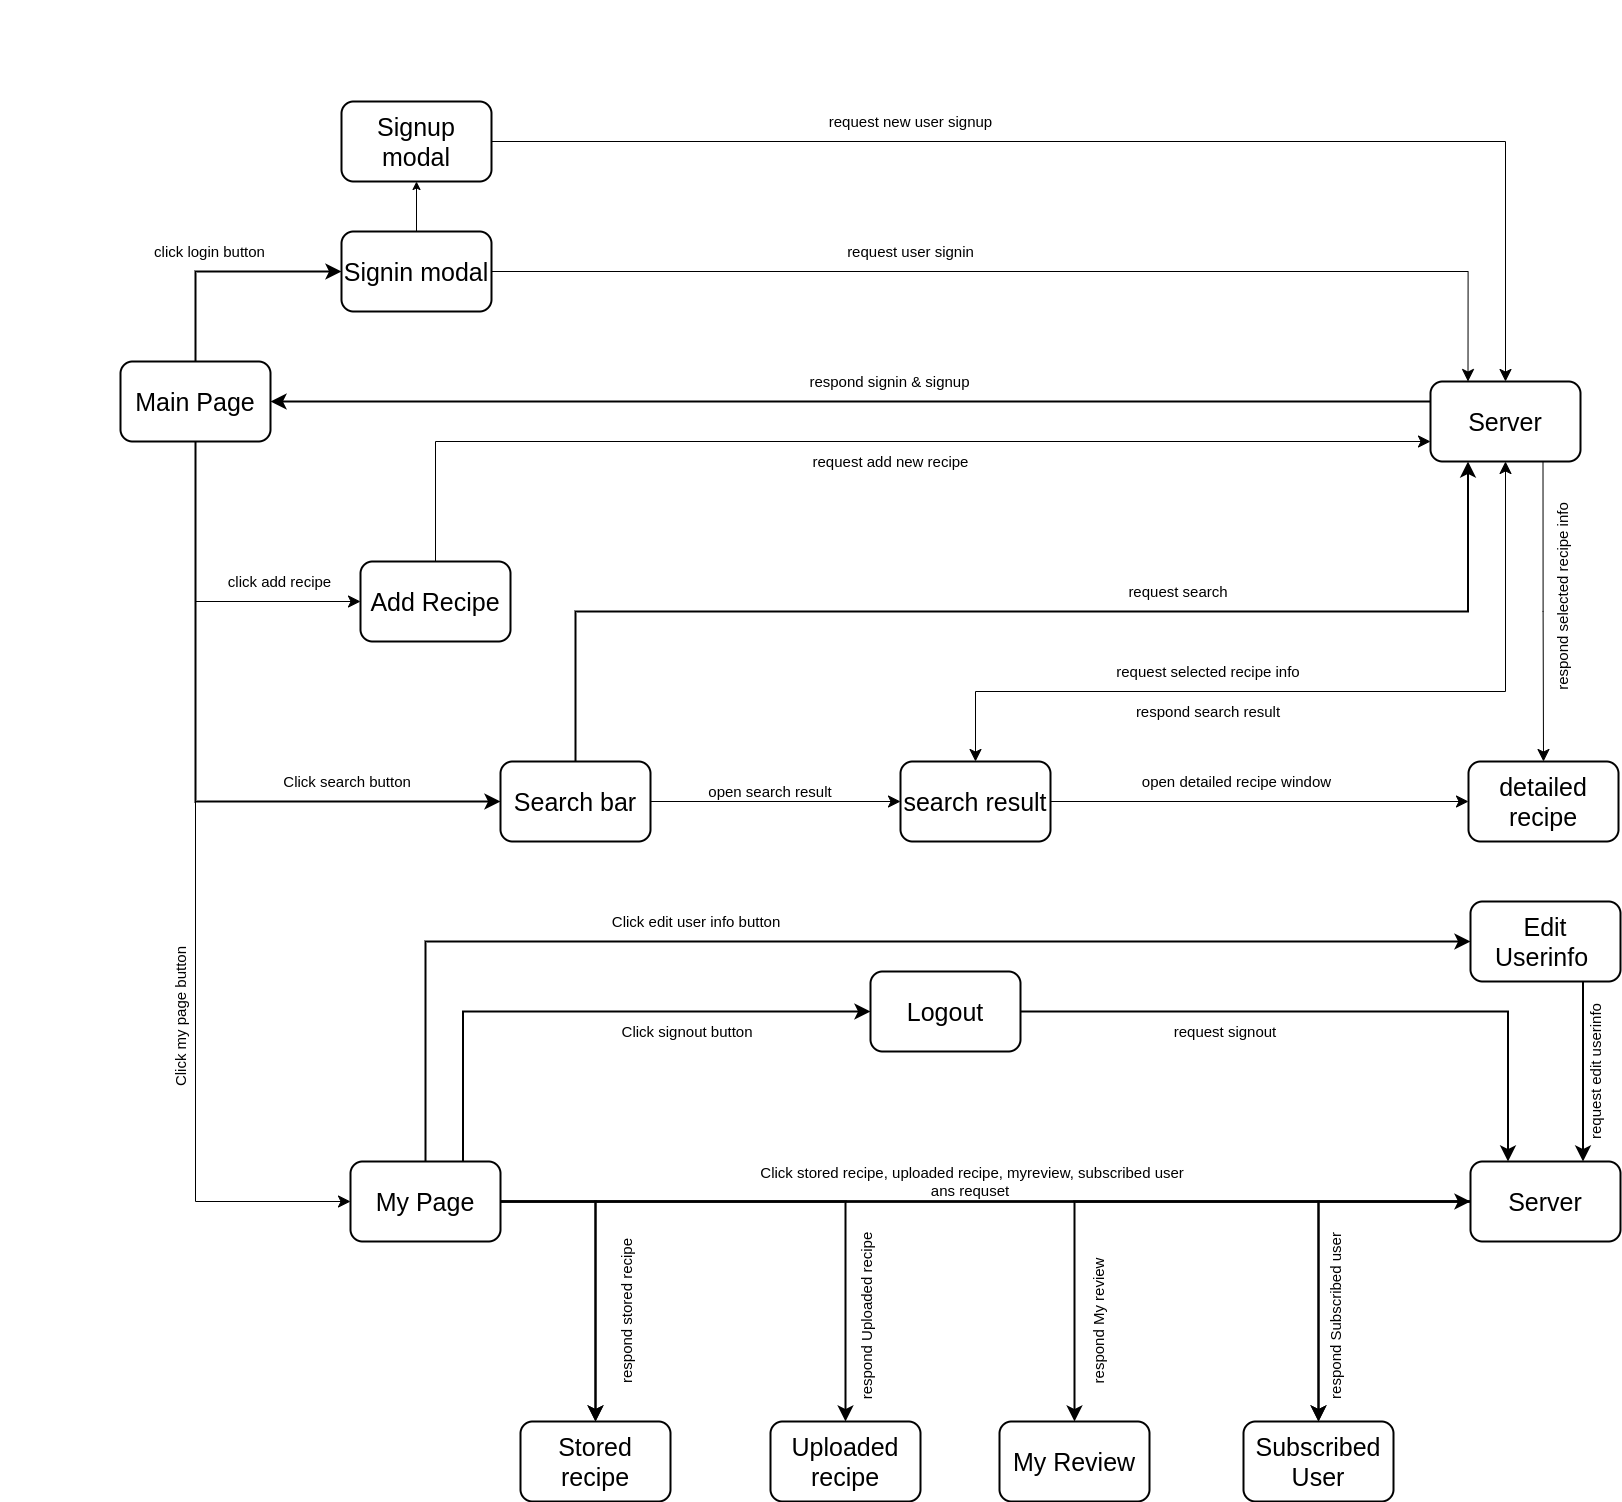 Signup
modal
request new user signup
click login button
Signin modal
request user signin
Main Page
respond signin & signup
Server
request add new recipe
click add recipe
Add Recipe
request search
respond selected recipe info
request selected recipe info
respond search result
Click search button
Search bar
open search result
search result
open detailed recipe window
detailed
recipe
Click edit user info button
Edit
Userinfo
Click my page button
Logout
Click signout button
request signout
request edit userinfo
My Page
Click stored recipe, uploaded recipe, myreview, subscribed user
ans requset
Server
respond stored recipe
respond Uploaded recipe
respond My review
respond Subscribed user
Stored
recipe
Uploaded
recipe
My Review
Subscribed
User